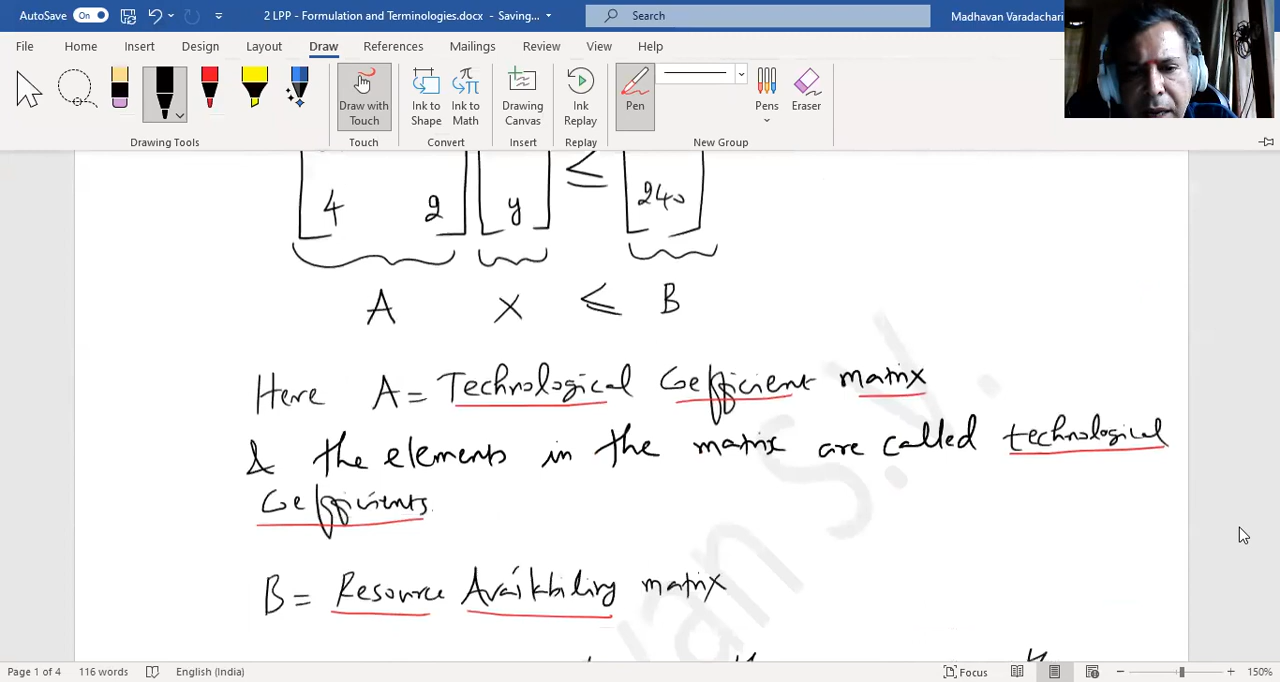 AutoSave On 2 LPP - Formulation and Terminologies.docx - Saving... Search Madhavan Varadachari
File Home Insert Design Layout Draw References Mailings Review View Help
Draw with Touch Ink to Shape Ink to Math Drawing Canvas Ink Replay Pen Pens Eraser
Drawing Tools Touch Convert Insert Replay New Group
4 2 y ≤ 240
A X ≤ B
Here A = Technological Coefficient matrix
& the elements in the matrix are called technological
Coefficients.
B = Resource Availability matrix
van S.V.
Page 1 of 4 116 words English (India) Focus 150%